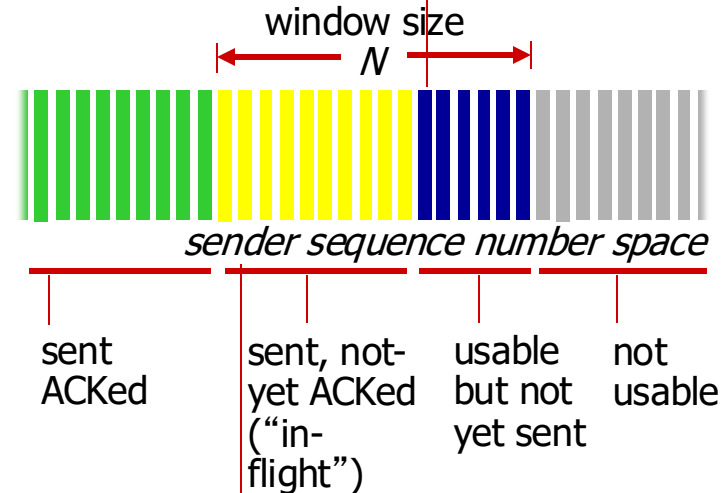 window size
N
sender sequence number space
sent
ACKed
sent, not-
yet ACKed
(“in-
flight”)
usable
but not
yet sent
not
usable